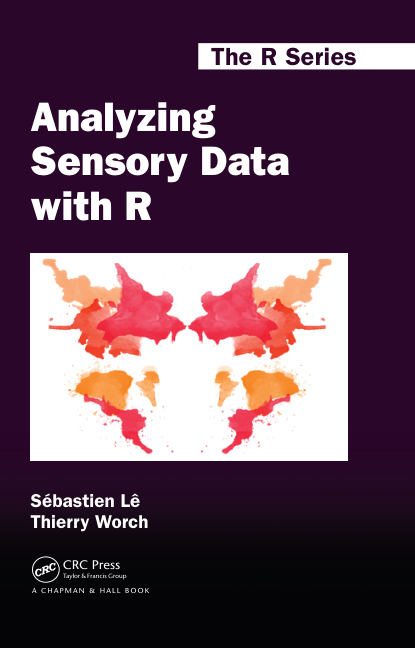 The R Series
Analyzing
Sensory Data
with R
Sébastien Lê
Thierry Worch
CRC
CRC Press
Taylor & Francis Group
A CHAPMAN & HALL BOOK